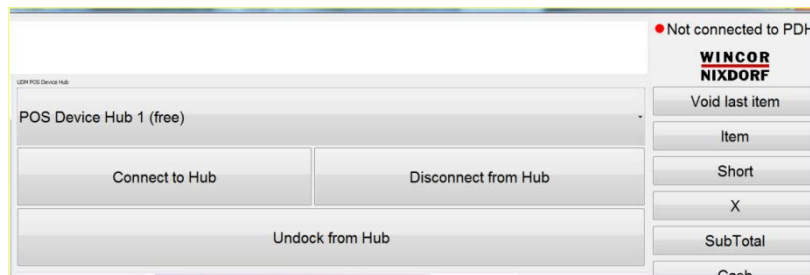 Not connected to PDH
WINCOR
NIXDORF
UDM POS Device Hub
POS Device Hub 1 (free)
Connect to Hub
Disconnect from Hub
Undock from Hub
Void last item
Item
Short
X
SubTotal
Cash